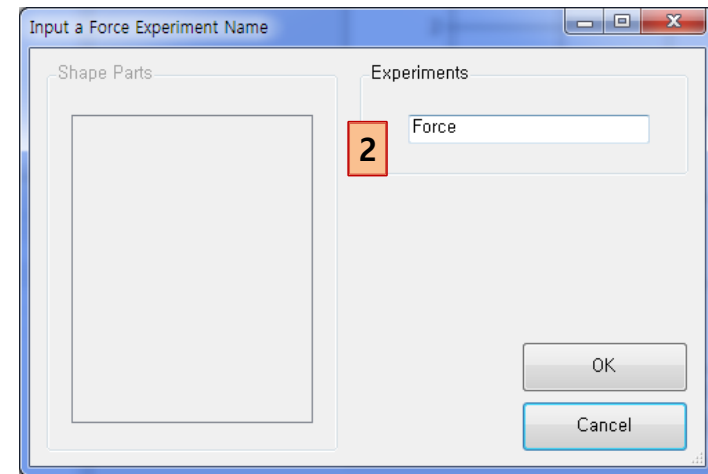 Input a Force Experiment Name
Shape Parts
Experiments
Force
2
OK
Cancel